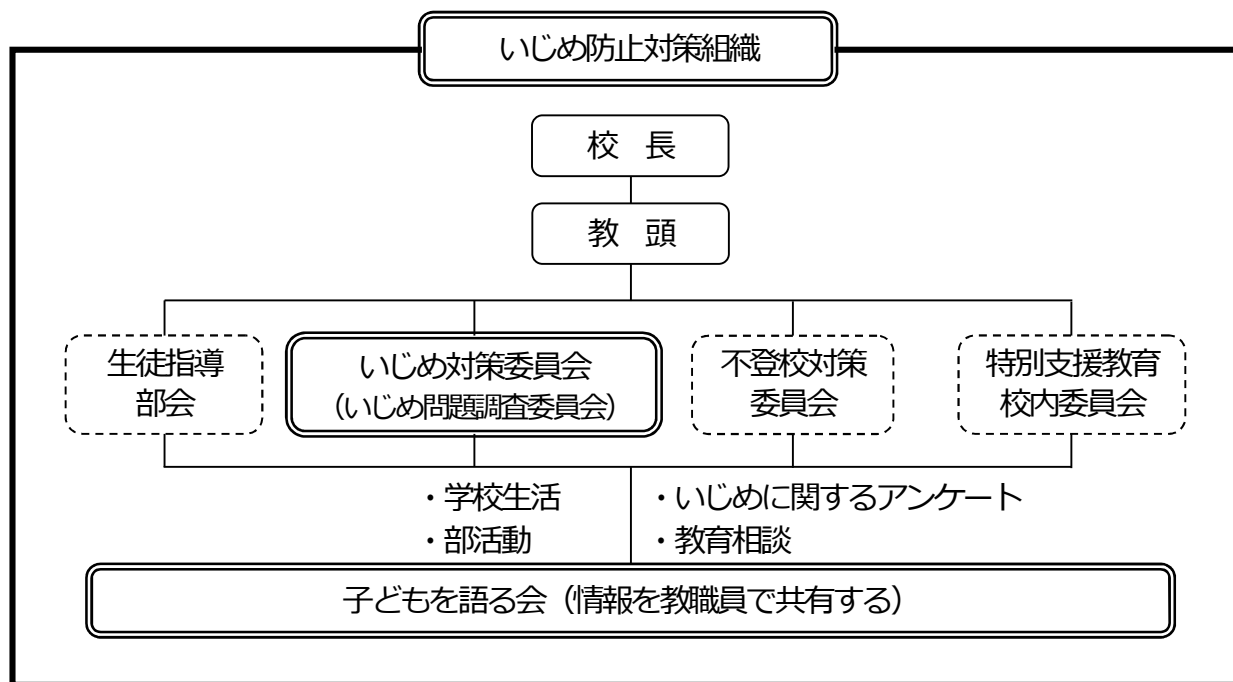 いじめ防止対策組織
校　長
教　頭
生徒指導
部会
いじめ対策委員会
（いじめ問題調査委員会）
不登校対策
委員会
特別支援教育
校内委員会
・学校生活
・部活動
・いじめに関するアンケート
・教育相談
子どもを語る会（情報を教職員で共有する）